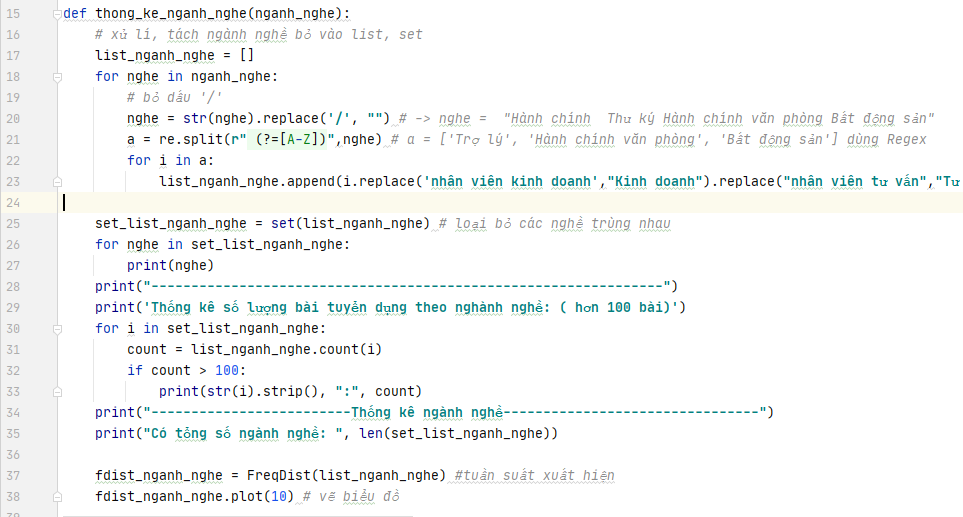 15 def thong_ke_nganh_nghe(nganh_nghe):
16     # xử lí, tách ngành nghề bỏ vào list, set
17     list_nganh_nghe = []
18     for nghe in nganh_nghe:
19         # bỏ dấu '/'
20         nghe = str(nghe).replace('/', "") # -> nghe =  "Hành chính  Thư ký Hành chính văn phòng Bất động sản"
21         a = re.split(r" (?=[A-Z])",nghe) # a = ['Trợ lý', 'Hành chính văn phòng', 'Bất động sản'] dùng Regex
22         for i in a:
23             list_nganh_nghe.append(i.replace('nhân viên kinh doanh',"Kinh doanh").replace("nhân viên tư vấn","Tư
24
25     set_list_nganh_nghe = set(list_nganh_nghe) # loại bỏ các nghề trùng nhau
26     for nghe in set_list_nganh_nghe:
27         print(nghe)
28     print("----------------------------------------------------------------")
29     print('Thống kê số lượng bài tuyển dụng theo nghành nghề: ( hơn 100 bài)')
30     for i in set_list_nganh_nghe:
31         count = list_nganh_nghe.count(i)
32         if count > 100:
33             print(str(i).strip(), ":", count)
34     print("-------------------------Thống kê ngành nghề--------------------------------")
35     print("Có tổng số ngành nghề: ", len(set_list_nganh_nghe))
36
37     fdist_nganh_nghe = FreqDist(list_nganh_nghe) #tuần suất xuất hiện
38     fdist_nganh_nghe.plot(10) # vẽ biểu đồ